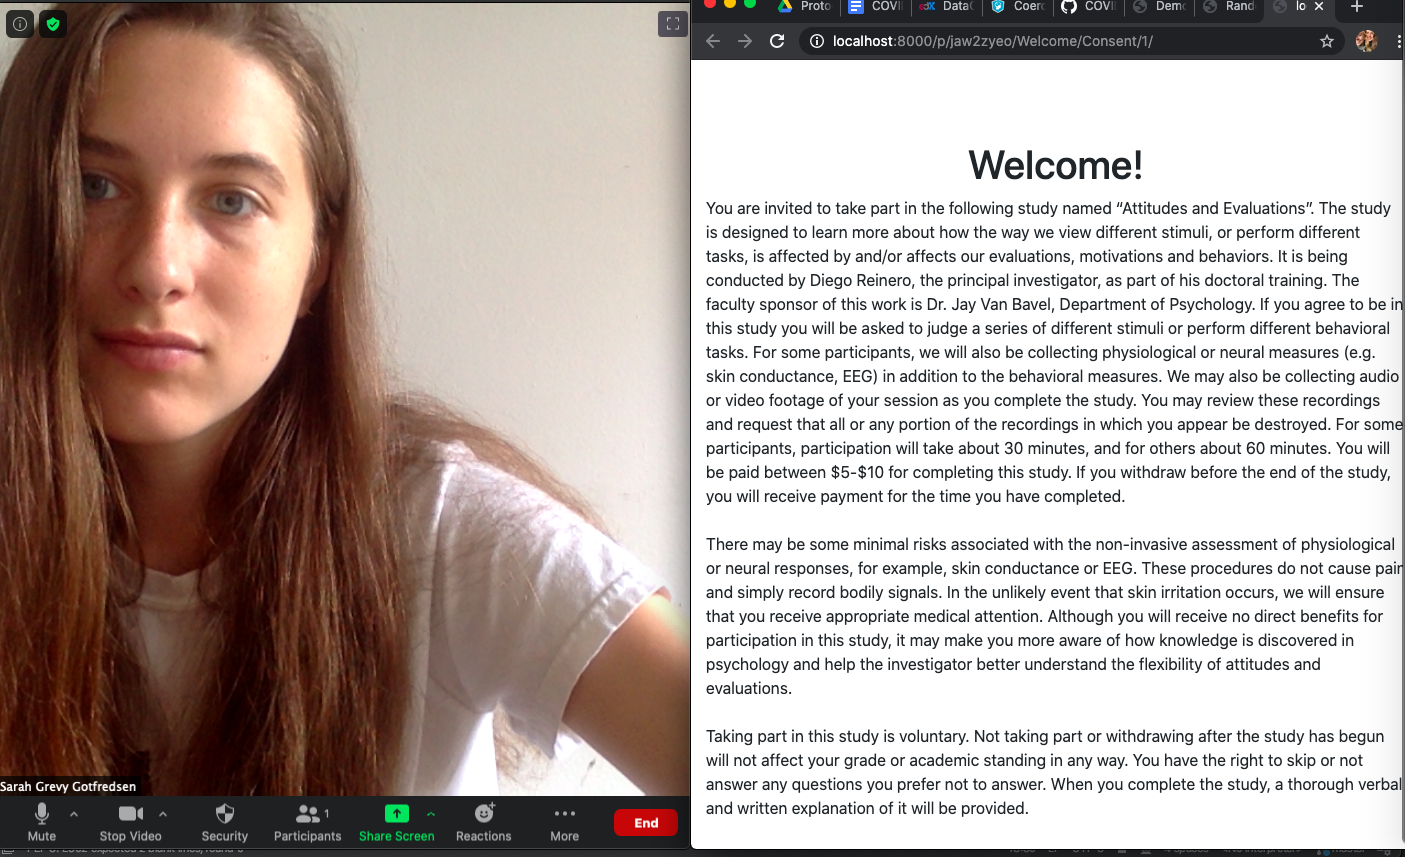 Proto
COVI
Data
Coer
COVI
Demo
Rand
lo
localhost:8000/p/jaw2zyeo/Welcome/Consent/1/
Welcome!
You are invited to take part in the following study named “Attitudes and Evaluations”. The study
is designed to learn more about how the way we view different stimuli, or perform different
tasks, is affected by and/or affects our evaluations, motivations and behaviors. It is being
conducted by Diego Reinero, the principal investigator, as part of his doctoral training. The
faculty sponsor of this work is Dr. Jay Van Bavel, Department of Psychology. If you agree to be in
this study you will be asked to judge a series of different stimuli or perform different behavioral
tasks. For some participants, we will also be collecting physiological or neural measures (e.g.
skin conductance, EEG) in addition to the behavioral measures. We may also be collecting audio
or video footage of your session as you complete the study. You may review these recordings
and request that all or any portion of the recordings in which you appear be destroyed. For some
participants, participation will take about 30 minutes, and for others about 60 minutes. You will
be paid between $5-$10 for completing this study. If you withdraw before the end of the study,
you will receive payment for the time you have completed.
There may be some minimal risks associated with the non-invasive assessment of physiological
or neural responses, for example, skin conductance or EEG. These procedures do not cause pain
and simply record bodily signals. In the unlikely event that skin irritation occurs, we will ensure
that you receive appropriate medical attention. Although you will receive no direct benefits for
participation in this study, it may make you more aware of how knowledge is discovered in
psychology and help the investigator better understand the flexibility of attitudes and
evaluations.
Taking part in this study is voluntary. Not taking part or withdrawing after the study has begun
will not affect your grade or academic standing in any way. You have the right to skip or not
answer any questions you prefer not to answer. When you complete the study, a thorough verbal
and written explanation of it will be provided.
Sarah Grevy Gotfredsen
Mute
Stop Video
Security
Participants
1
Share Screen
Reactions
More
End